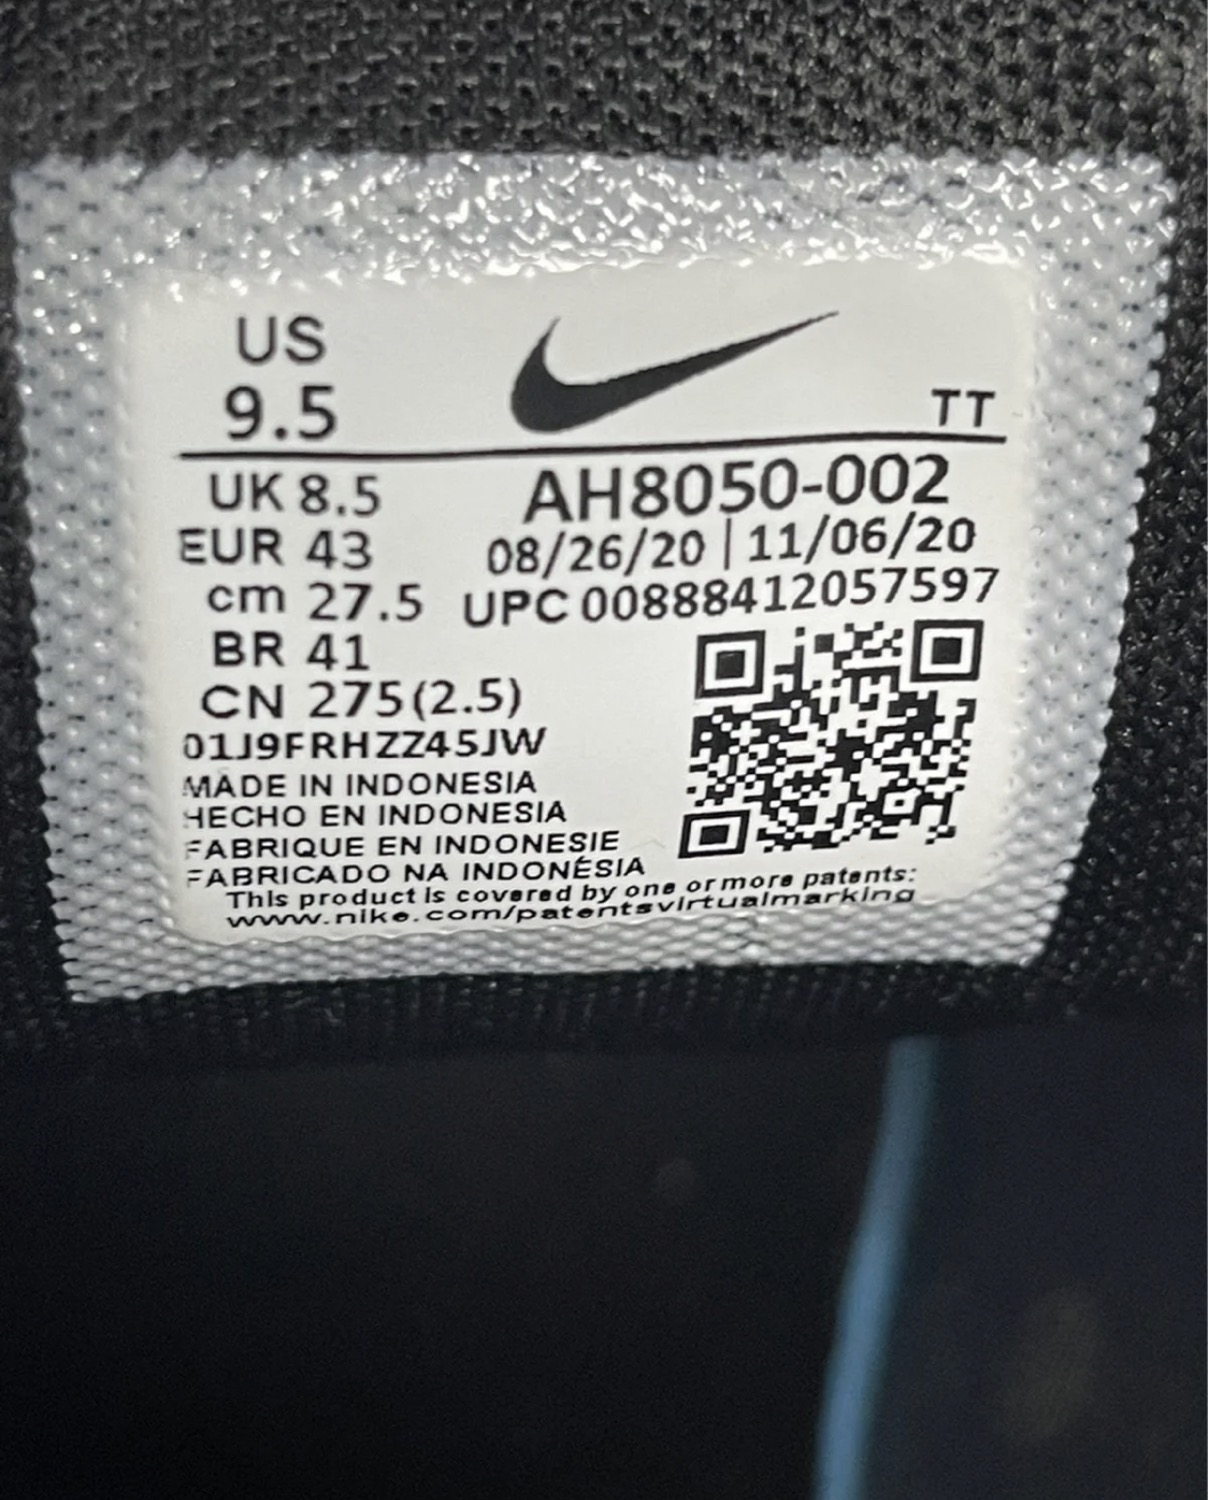 US
9.5
TT
UK 8.5
EUR 43
cm 27.5
BR 41
CN 275(2.5)
AH8050-002
08/26/20 | 11/06/20
UPC 00888412057597
01J9FRHZZ45JW
MADE IN INDONESIA
HECHO EN INDONESIA
FABRIQUE EN INDONESIE
FABRICADO NA INDONÉSIA
This product is covered by one or more patents:
www.nike.com/patentsvirtualmarking